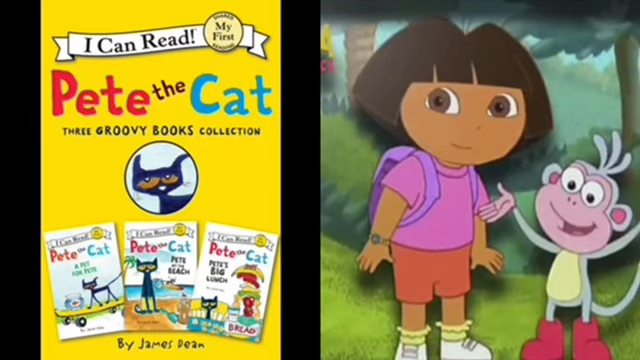 I Can Read!
SHARED
My
First
READING
Pete the Cat
THREE GROOVY BOOKS COLLECTION
I Can Read!
Pete the Cat
A PET
FOR PETE
I Can Read!
Pete the Cat
PETE
AT THE
BEACH
I Can Read!
Pete the Cat
PETE'S
BIG
LUNCH
BREAD
By James Dean